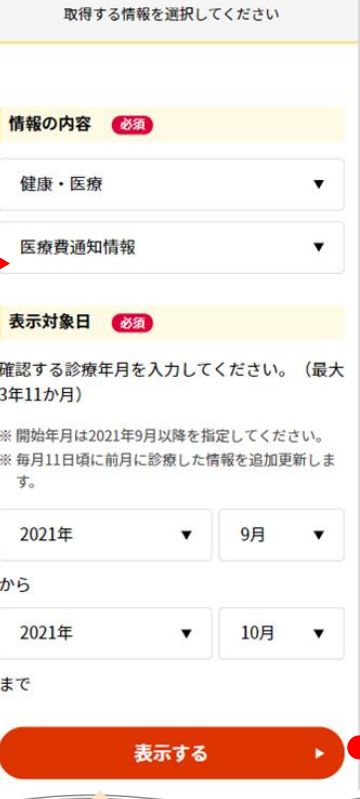 取得する情報を選択してください
情報の内容 必須
健康・医療 ▼
医療費通知情報 ▼
表示対象日 必須
確認する診療年月を入力してください。（最大
3年11か月）
※ 開始年月は2021年9月以降を指定してください。
※ 毎月11日頃に前月に診療した情報を追加更新しま
す。
2021年 ▼ 9月 ▼
から
2021年 ▼ 10月 ▼
まで
表示する